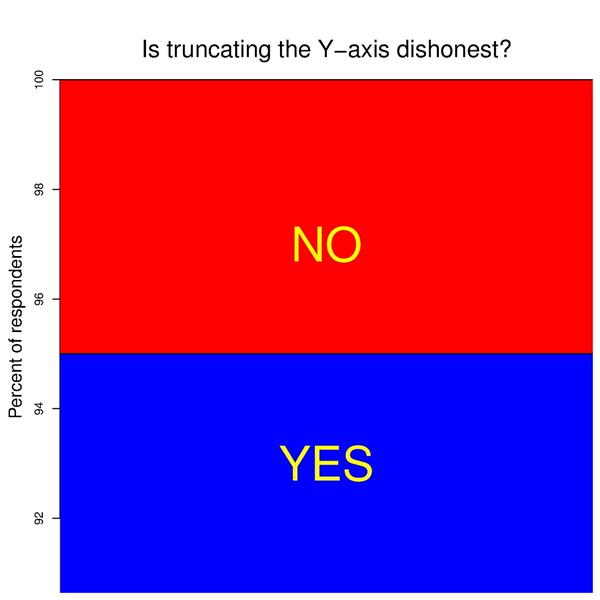 Is truncating the Y−axis dishonest?
Percent of respondents
100
98
96
94
92
NO
YES